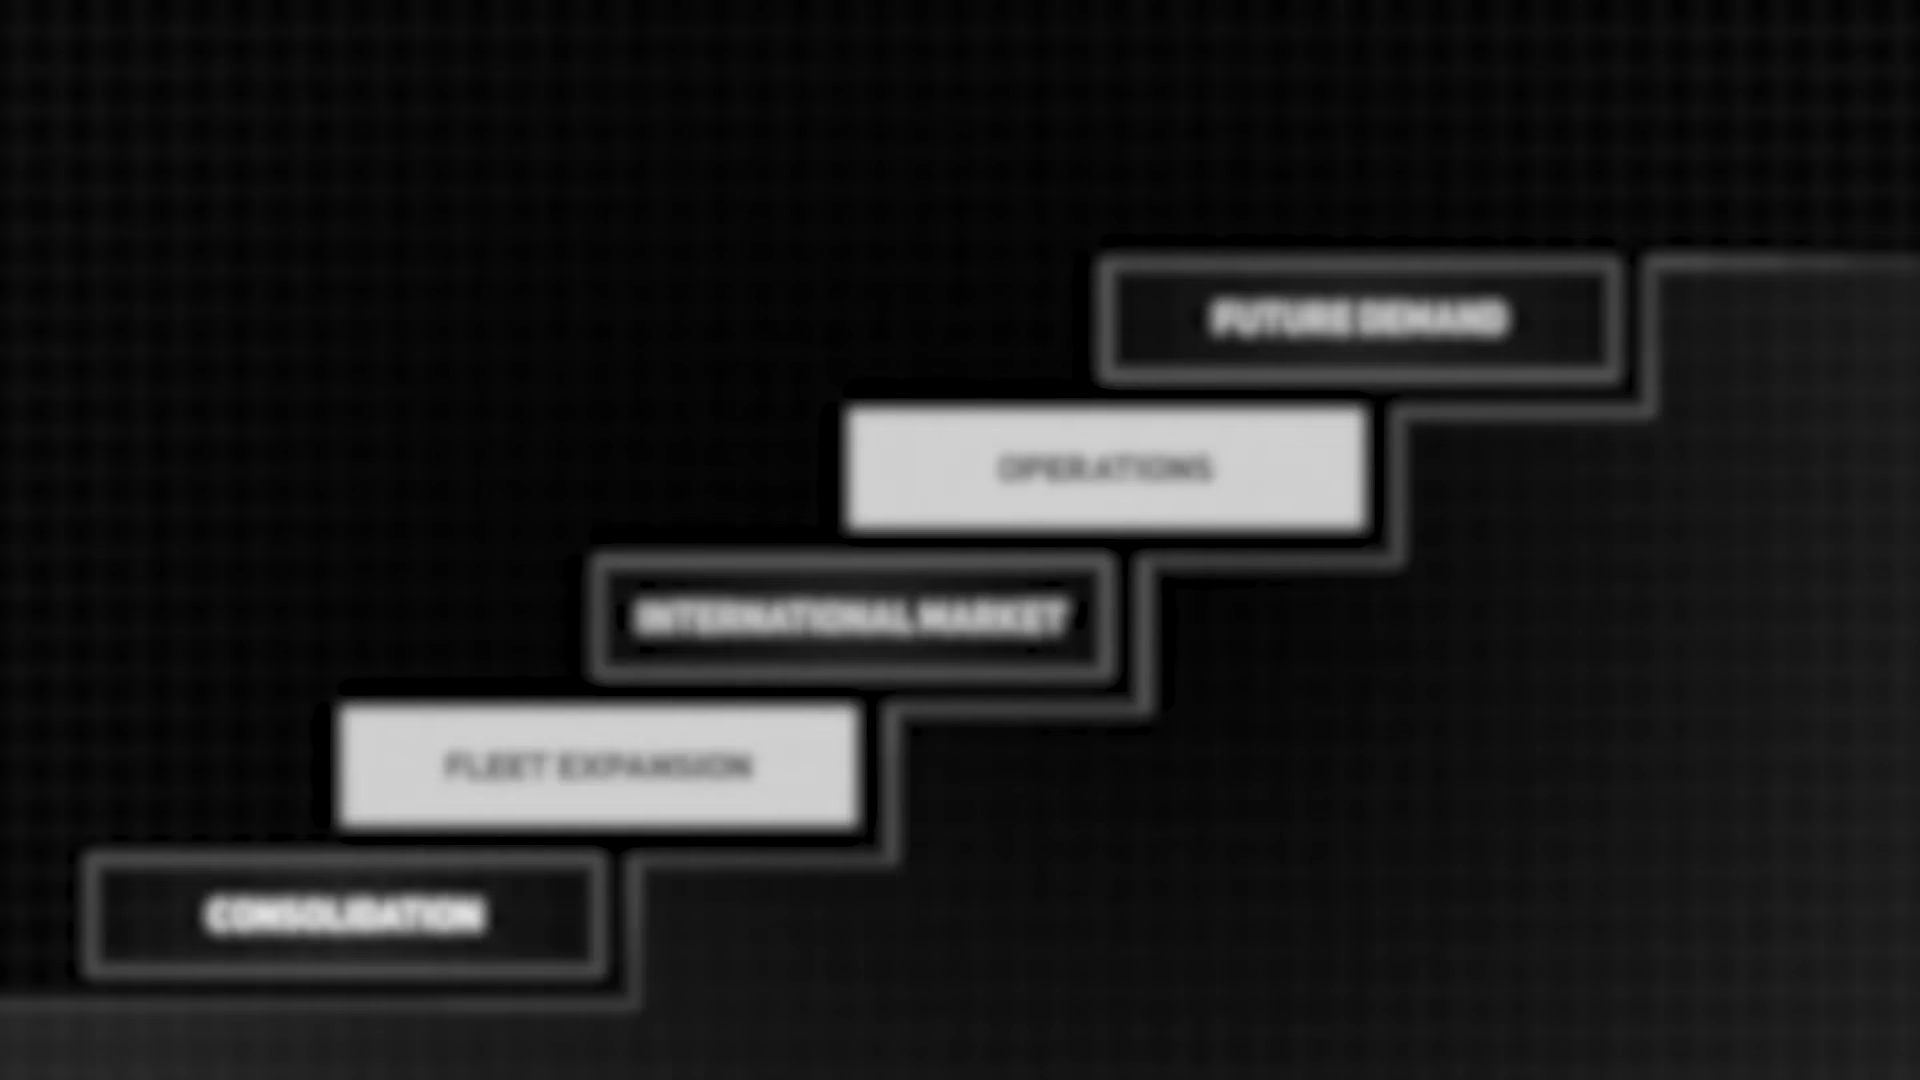 FUTURE DEMAND
OPERATIONS
INTERNATIONAL MARKET
FLEET EXPANSION
CONSOLIDATION